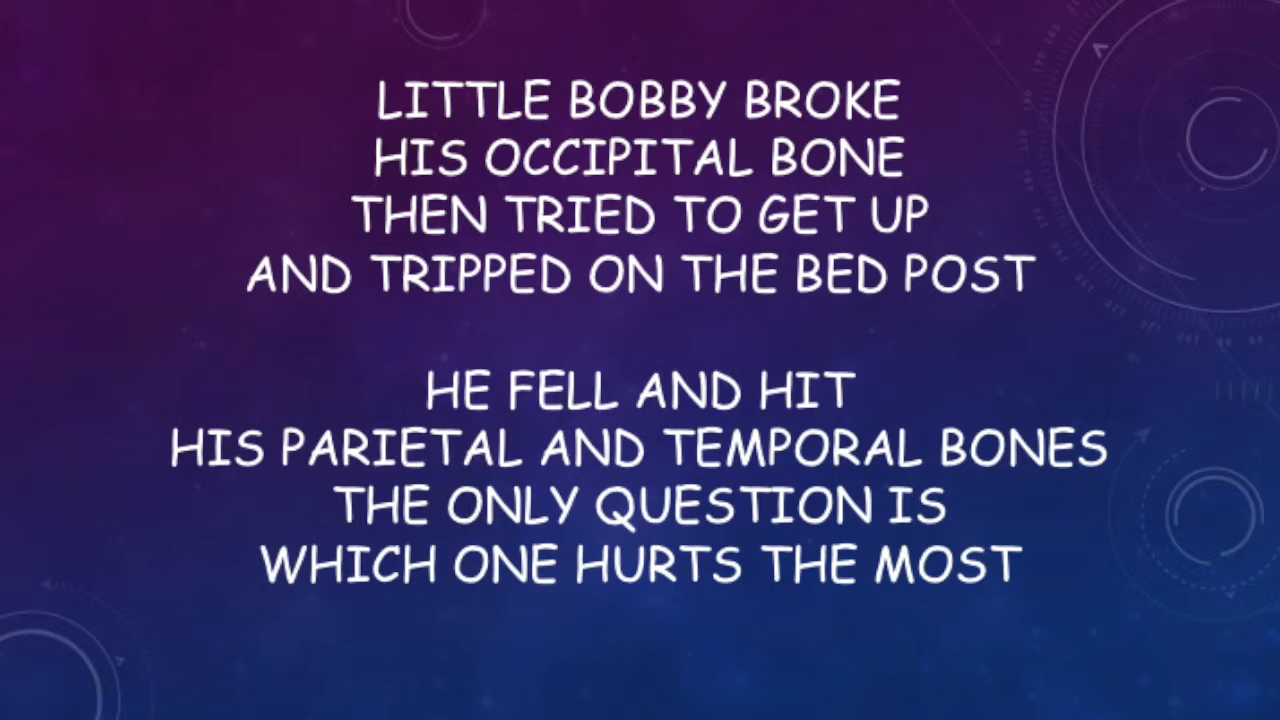 LITTLE BOBBY BROKE
HIS OCCIPITAL BONE
THEN TRIED TO GET UP
AND TRIPPED ON THE BED POST
HE FELL AND HIT
HIS PARIETAL AND TEMPORAL BONES
THE ONLY QUESTION IS
WHICH ONE HURTS THE MOST